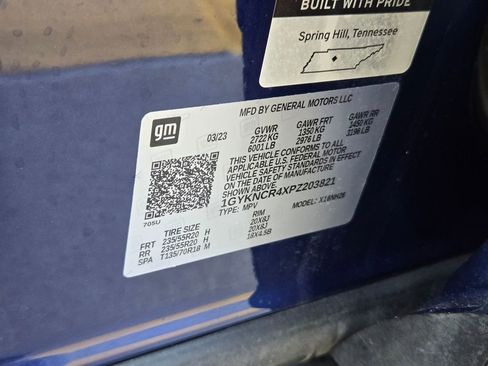 BUILT WITH PRIDE
Spring Hill, Tennessee
gm
MFD BY GENERAL MOTORS LLC
03/23
GVWR GAWR FRT GAWR RR
2722 KG 1350 KG 1450 KG
6001 LB 2976 LB 3196 LB
THIS VEHICLE CONFORMS TO ALL
APPLICABLE U.S. FEDERAL MOTOR
VEHICLE SAFETY STANDARDS IN
EFFECT ON THE DATE OF MANUFACTURE
SHOWN ABOVE.
1GYKNCR4XPZ203821
TYPE: MPV MODEL: X16NH26
705U
TIRE SIZE RIM
FRT 235/55R20 H 20X8J
RR 235/55R20 H 20X8J
SPA T135/70R18 M 18X4.5B